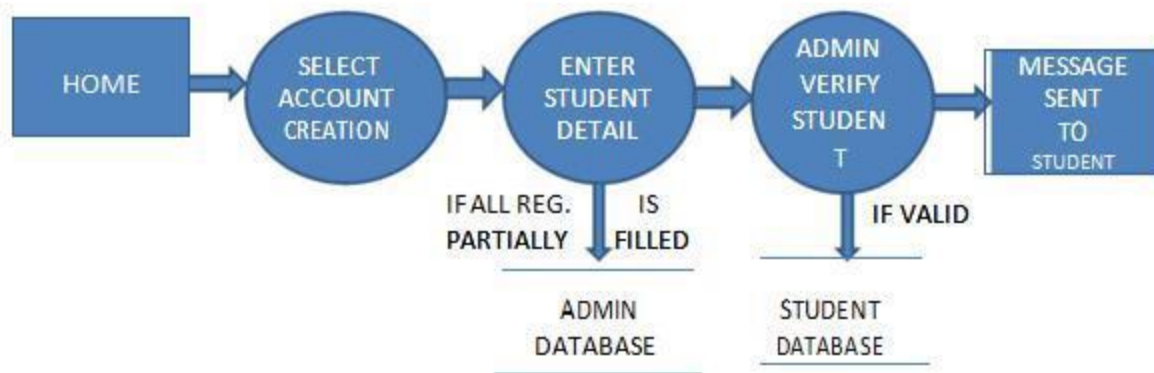 HOME
SELECT
ACCOUNT
CREATION
ENTER
STUDENT
DETAIL
ADMIN
VERIFY
STUDEN
T
MESSAGE
SENT
TO
STUDENT
IF ALL REG. IS
PARTIALLY FILLED
IF VALID
ADMIN
DATABASE
STUDENT
DATABASE